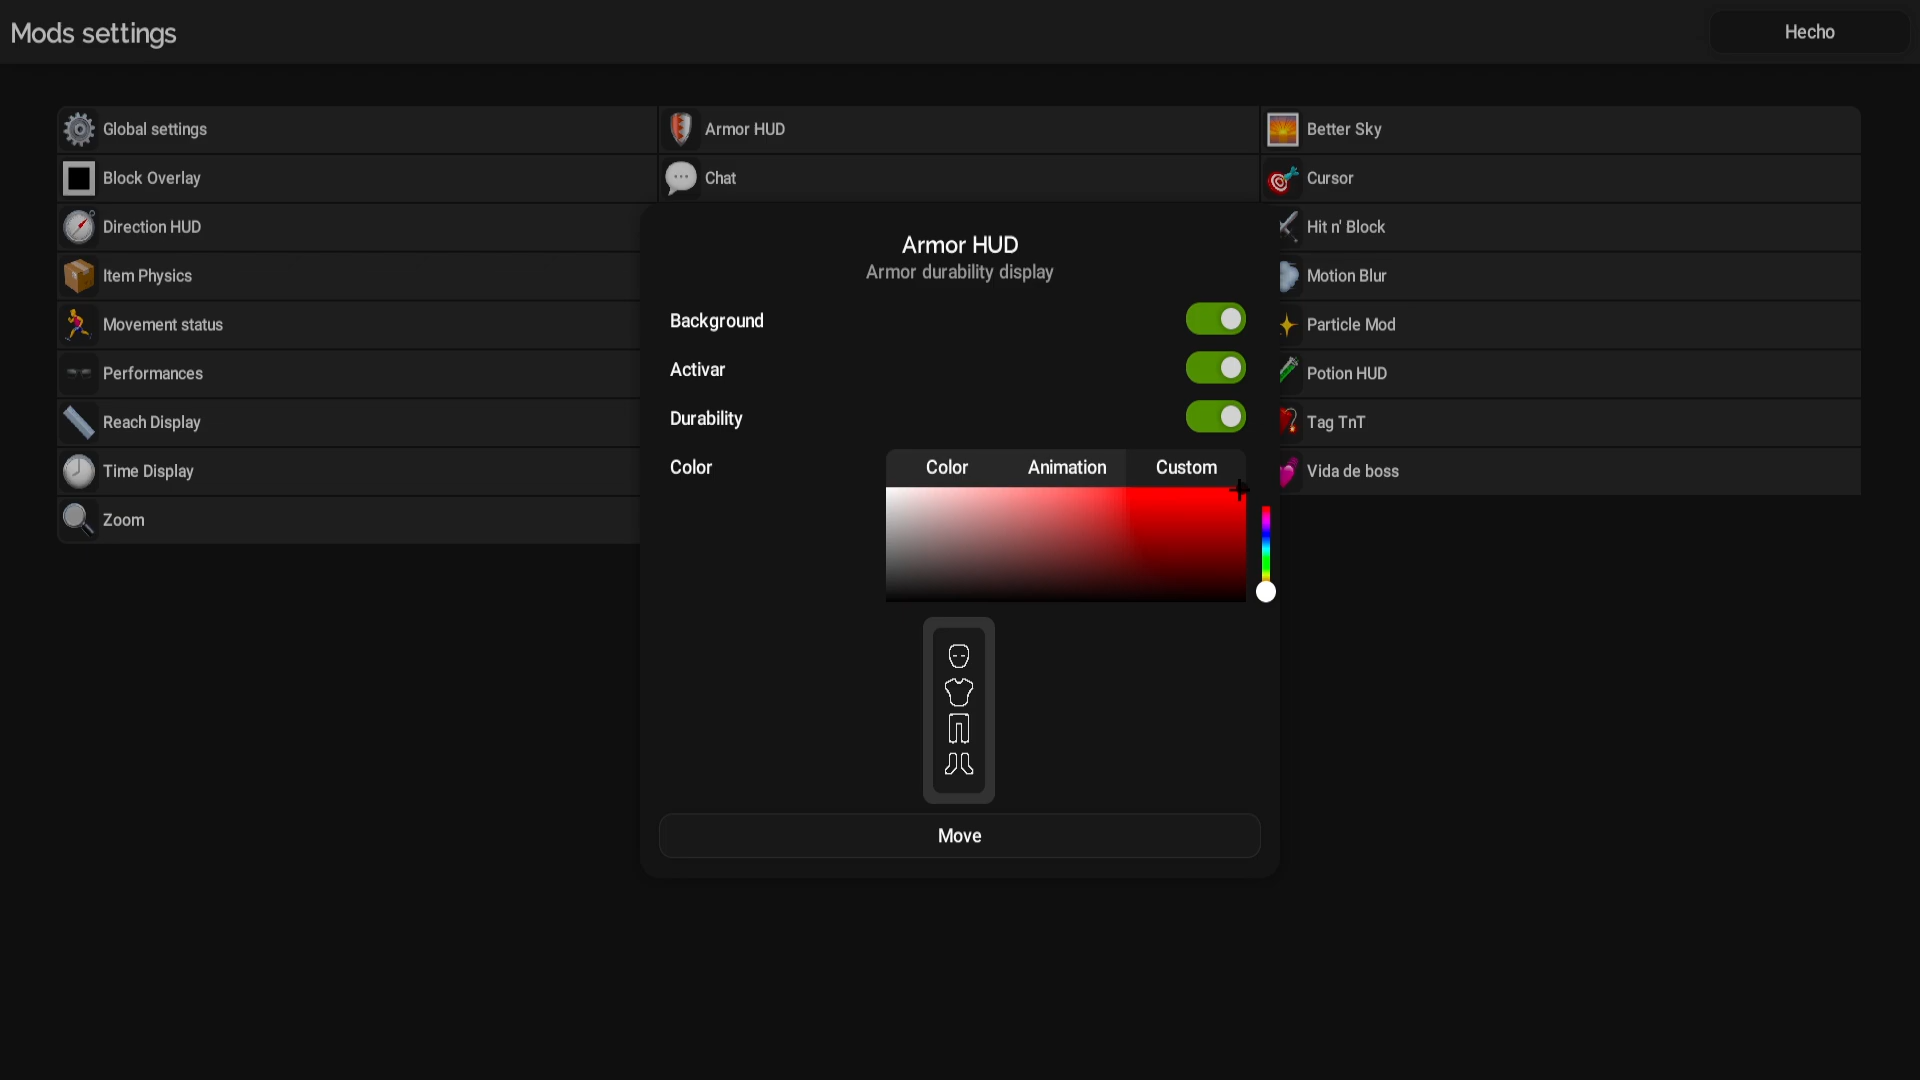 Mods settings
Hecho
Global settings
Armor HUD
Better Sky
Block Overlay
Chat
Cursor
Direction HUD
Hit n' Block
Item Physics
Motion Blur
Movement status
Particle Mod
Performances
Potion HUD
Reach Display
Tag TnT
Time Display
Vida de boss
Zoom
Armor HUD
Armor durability display
Background
Activar
Durability
Color
Color
Animation
Custom
Move